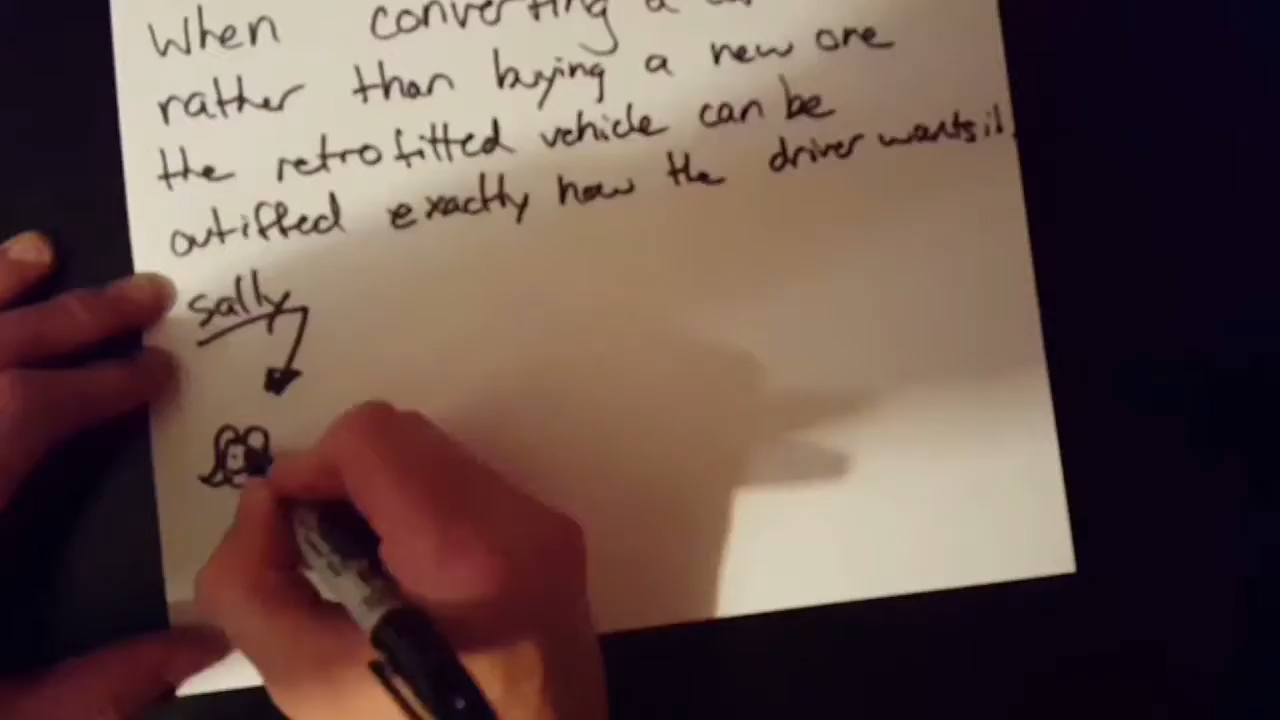 When converting a
rather than buying a new one
the retrofitted vehicle can be
outiffed exactly how the driver wants it.
sally